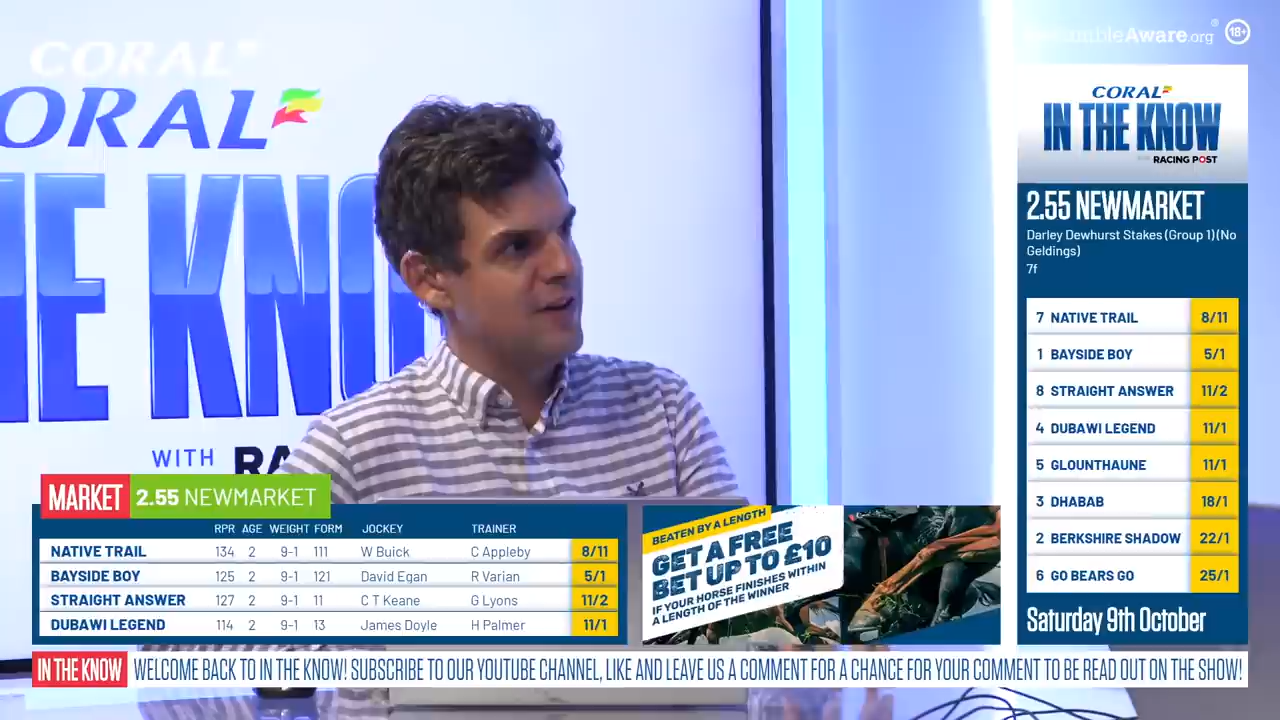 CORAL
ORAL
E KNO
WITH RA
GambleAware.org 18+
CORAL
IN THE KNOW
RACING POST
2.55 NEWMARKET
Darley Dewhurst Stakes (Group 1) (No
Geldings)
7f
7 NATIVE TRAIL 8/11
1 BAYSIDE BOY 5/1
8 STRAIGHT ANSWER 11/2
4 DUBAWI LEGEND 11/1
5 GLOUNTHAUNE 11/1
3 DHABAB 18/1
2 BERKSHIRE SHADOW 22/1
6 GO BEARS GO 25/1
Saturday 9th October
MARKET 2.55 NEWMARKET
RPR AGE WEIGHT FORM JOCKEY TRAINER
NATIVE TRAIL 134 2 9-1 111 W Buick C Appleby 8/11
BAYSIDE BOY 125 2 9-1 121 David Egan R Varian 5/1
STRAIGHT ANSWER 127 2 9-1 11 C T Keane G Lyons 11/2
DUBAWI LEGEND 114 2 9-1 13 James Doyle H Palmer 11/1
BEATEN BY A LENGTH
GET A FREE
BET UP TO £10
IF YOUR HORSE FINISHES WITHIN
A LENGTH OF THE WINNER
IN THE KNOW WELCOME BACK TO IN THE KNOW! SUBSCRIBE TO OUR YOUTUBE CHANNEL, LIKE AND LEAVE US A COMMENT FOR A CHANCE FOR YOUR COMMENT TO BE READ OUT ON THE SHOW!